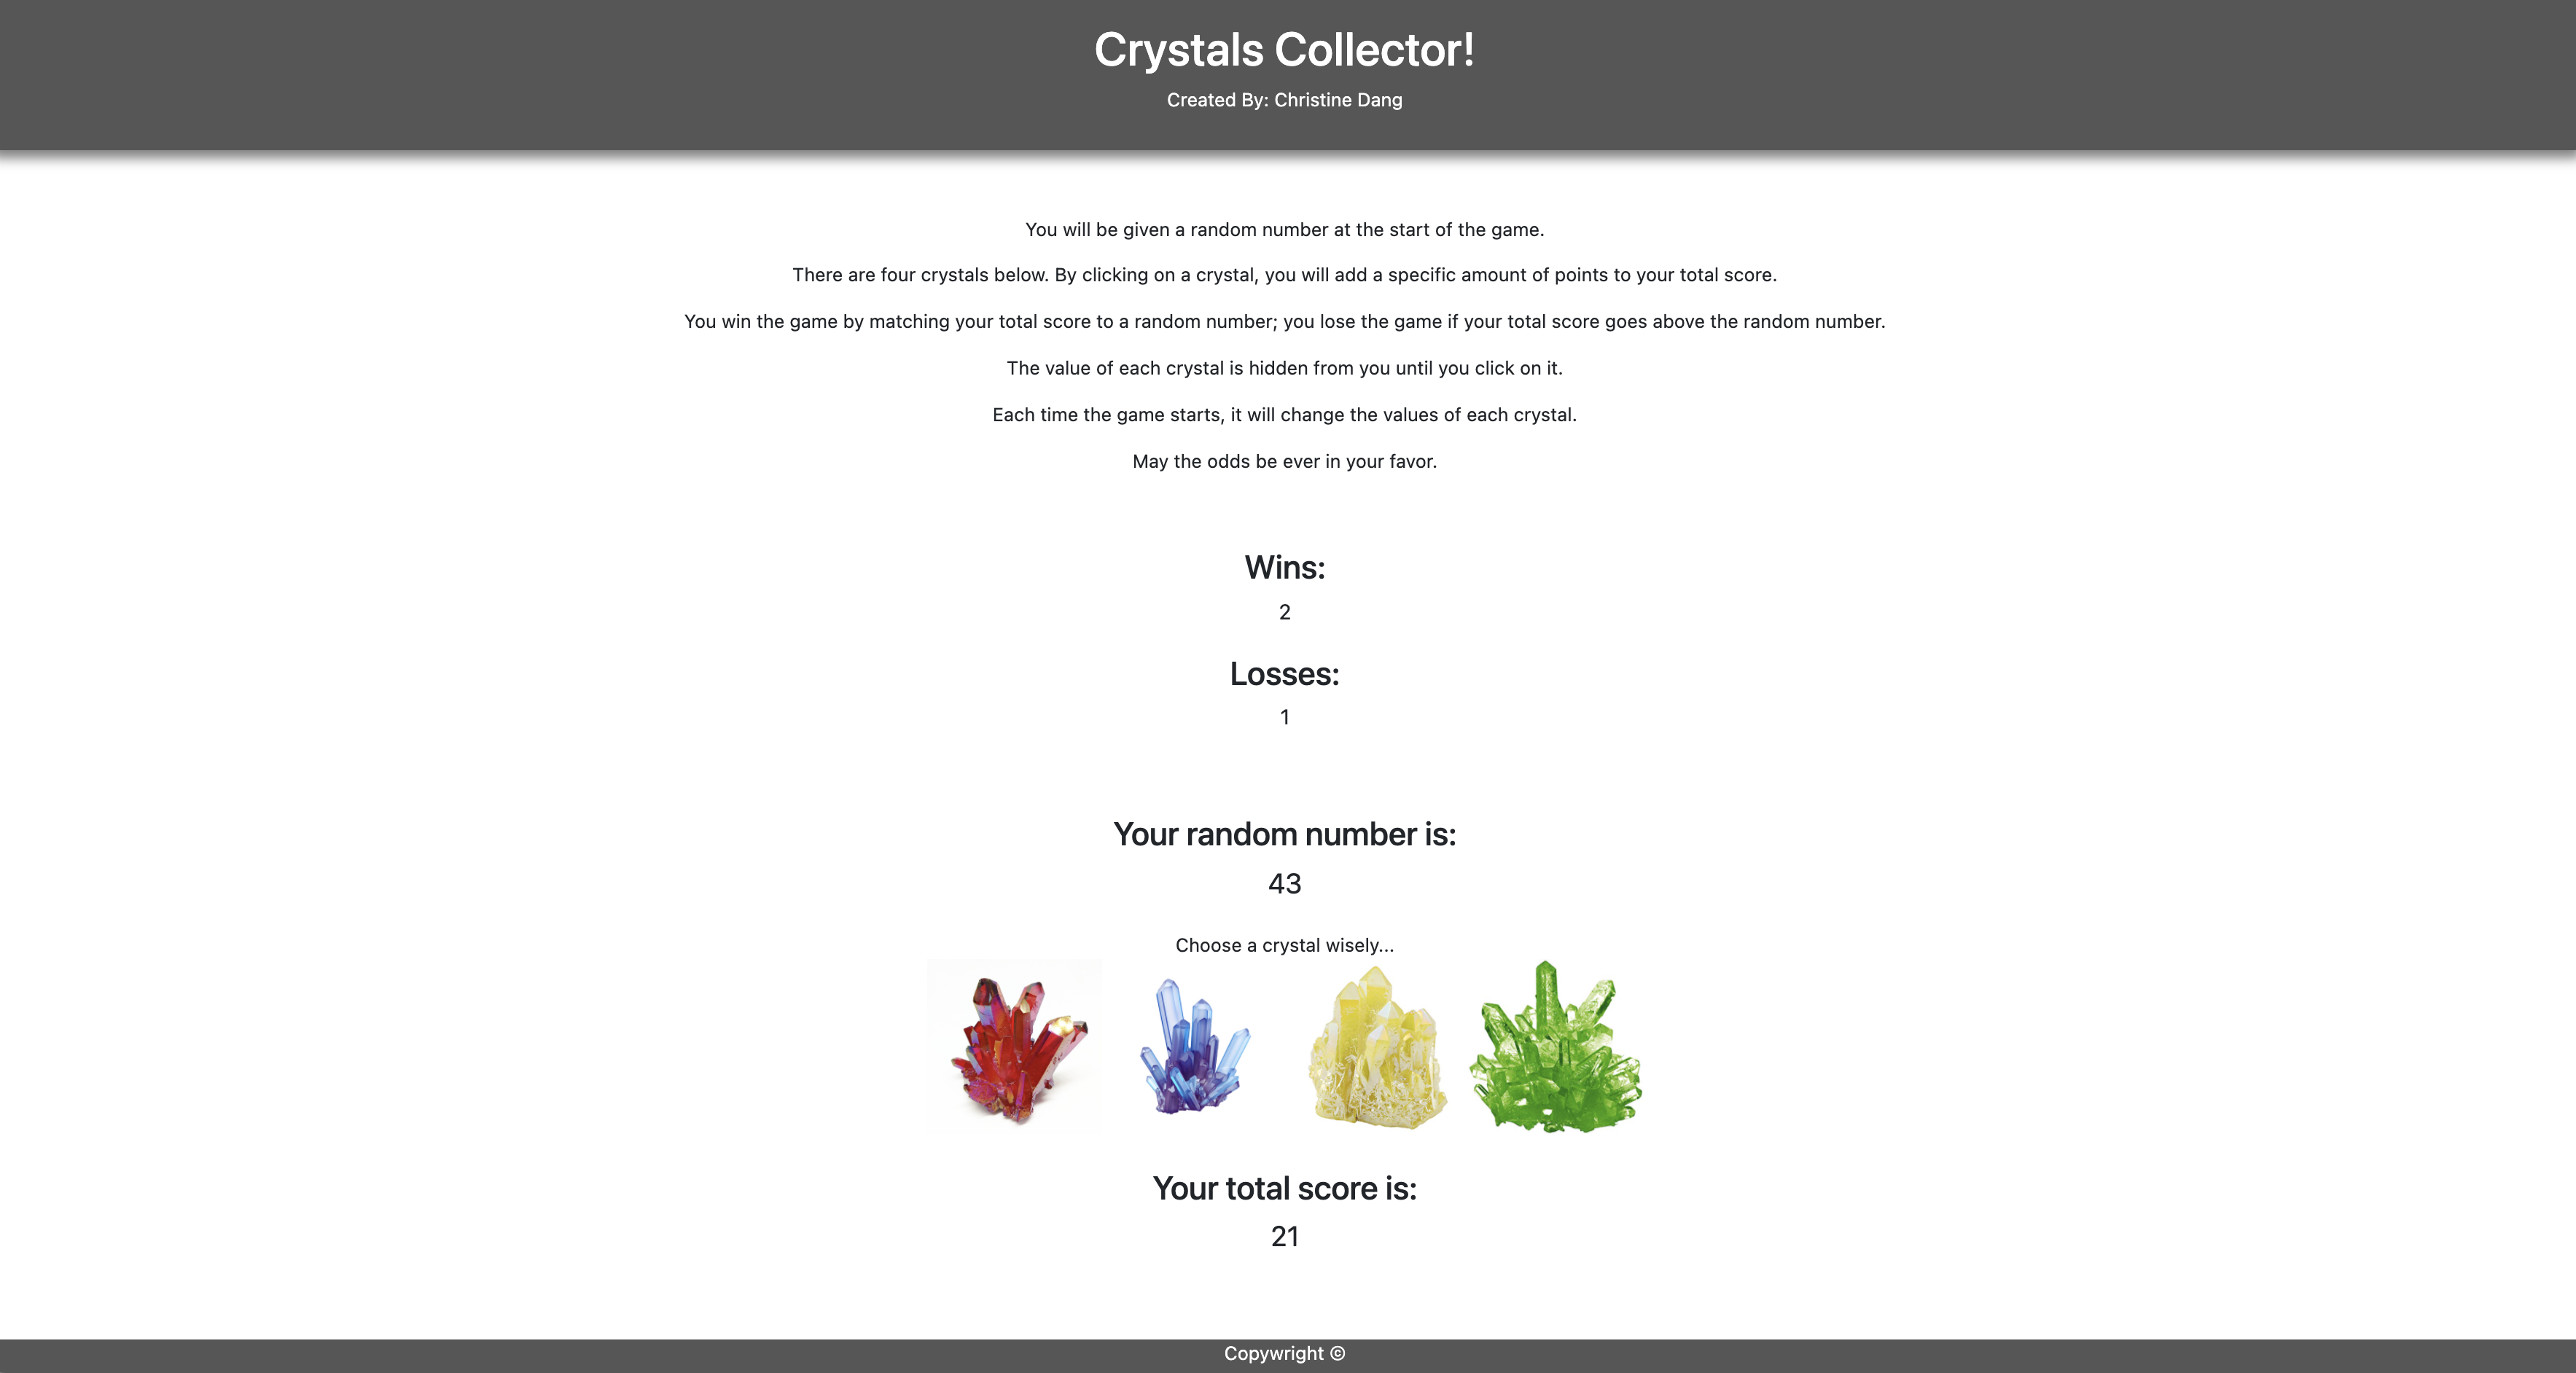 Crystals Collector!
Created By: Christine Dang
You will be given a random number at the start of the game.
There are four crystals below. By clicking on a crystal, you will add a specific amount of points to your total score.
You win the game by matching your total score to a random number; you lose the game if your total score goes above the random number.
The value of each crystal is hidden from you until you click on it.
Each time the game starts, it will change the values of each crystal.
May the odds be ever in your favor.
Wins:
2
Losses:
1
Your random number is:
43
Choose a crystal wisely...
Your total score is:
21
Copywright ©